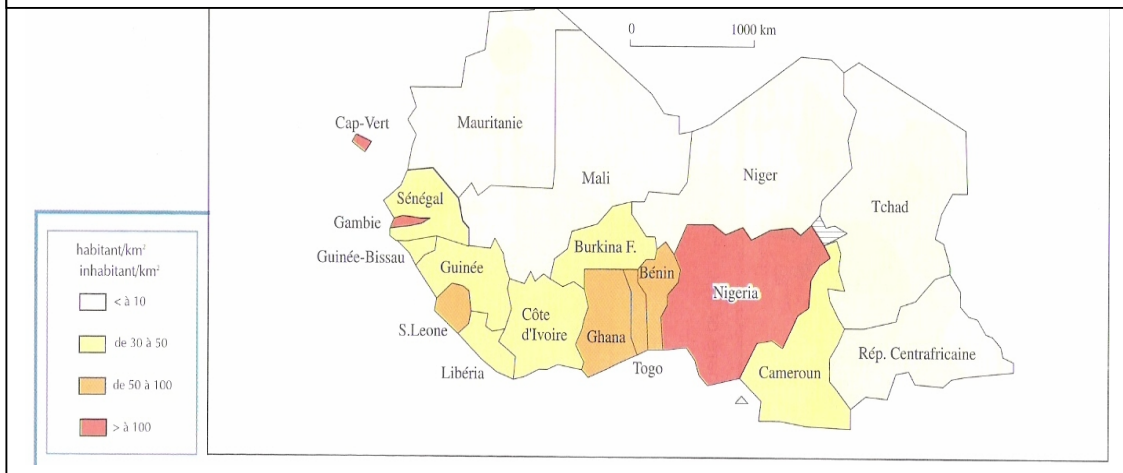 0 1000 km
Cap-Vert
Mauritanie
Mali
Niger
Tchad
Sénégal
Gambie
Guinée-Bissau
Guinée
Burkina F.
Bénin
Nigeria
S.Leone
Côte
d'Ivoire
Ghana
Togo
Libéria
Cameroun
Rép. Centrafricaine
habitant/km²
inhabitant/km²
< à 10
de 30 à 50
de 50 à 100
> à 100